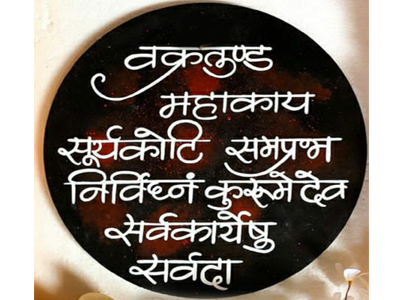 वक्रतुण्ड
महाकाय
सूर्यकोटि समप्रभ
निर्विघ्नं कुरूमे देव
सर्वकार्येषु
सर्वदा